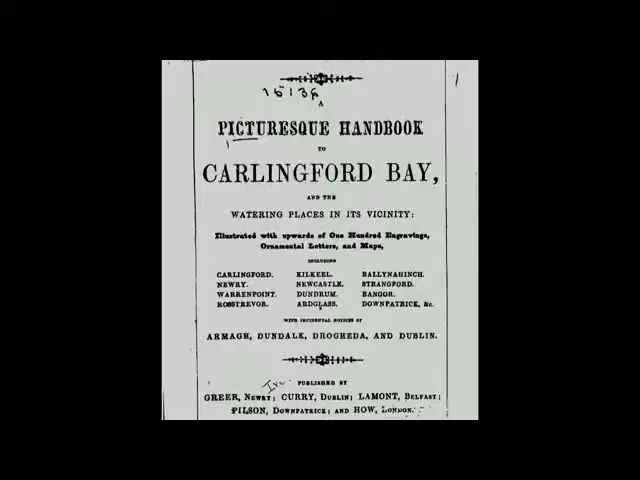 15136
A
PICTURESQUE HANDBOOK
TO
CARLINGFORD BAY,
AND THE
WATERING PLACES IN ITS VICINITY:
Illustrated with upwards of One Hundred Engravings,
Ornamental Letters, and Maps,
INCLUDING
CARLINGFORD. KILKEEL. BALLYNAHINCH.
NEWRY. NEWCASTLE. STRANGFORD.
WARRENPOINT. DUNDRUM. BANGOR.
ROSSTREVOR. ARDGLASS. DOWNPATRICK, &c.
WITH INCIDENTAL NOTICES OF
ARMAGH, DUNDALK, DROGHEDA, AND DUBLIN.
PUBLISHED BY
GREER, NEWRY; CURRY, DUBLIN; LAMONT, BELFAST;
PILSON, DOWNPATRICK; AND HOW, LONDON.